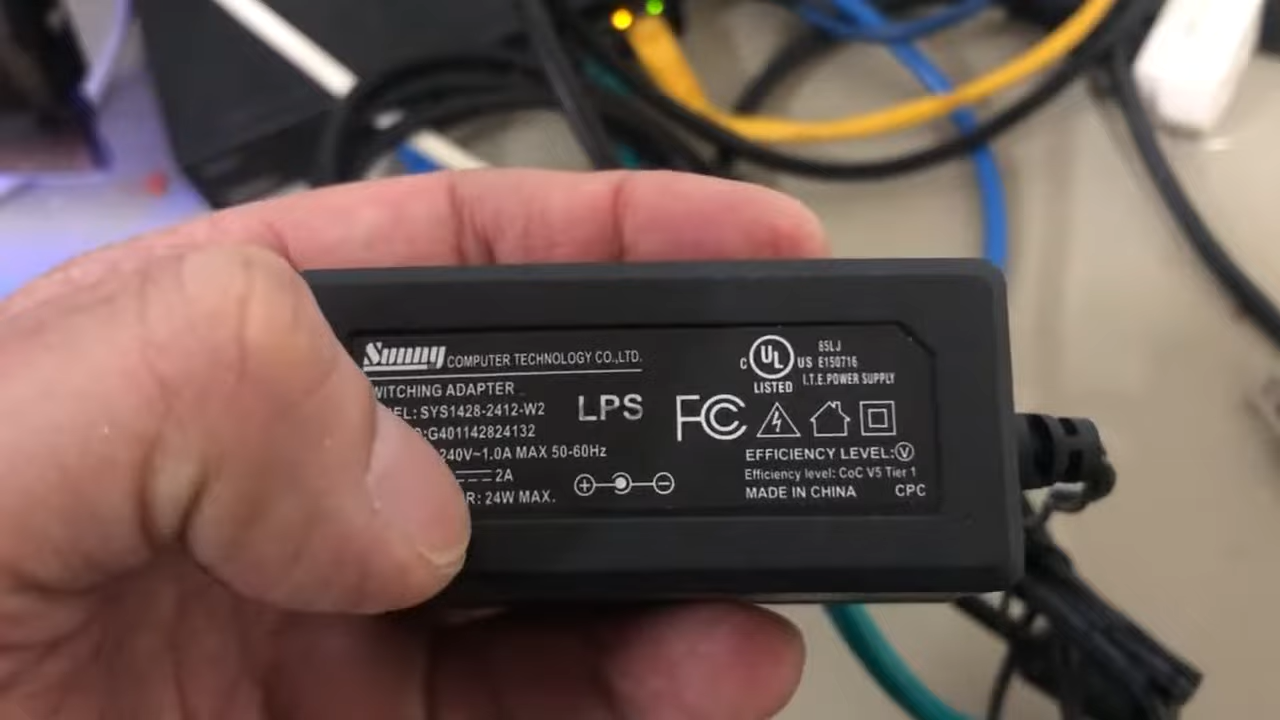 Sunny COMPUTER TECHNOLOGY CO.,LTD.
WITCHING ADAPTER
EL: SYS1428-2412-W2
:G401142824132
240V~1.0A MAX 50-60Hz
2A
R: 24W MAX.
LPS
FC
C UL US
LISTED
85LJ
E150716
I.T.E.POWER SUPPLY
EFFICIENCY LEVEL:V
Efficiency level: CoC V5 Tier 1
MADE IN CHINA CPC